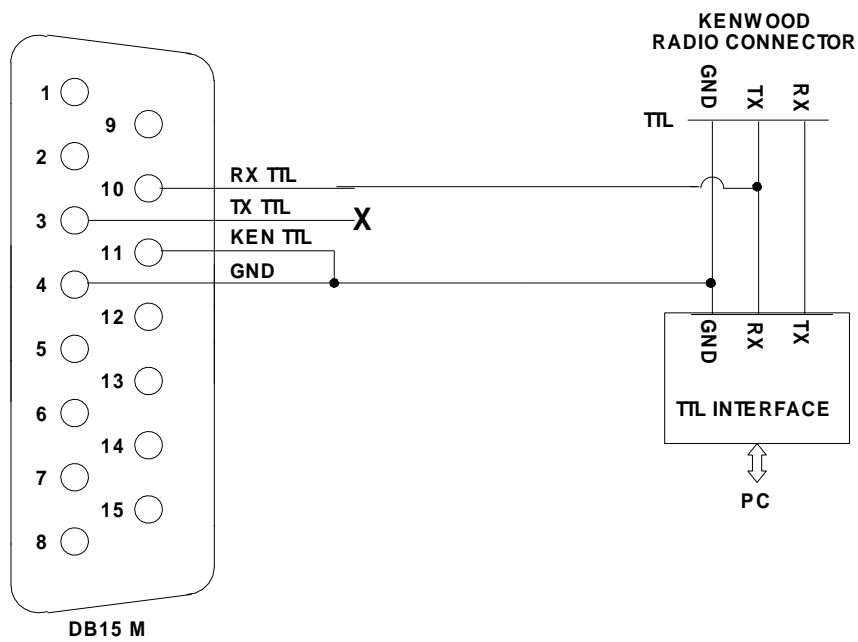 KENWOOD
RADIO CONNECTOR
GND TX RX
TTL
1
9
2
10 RX TTL
3 TX TTL X
11 KEN TTL
4 GND
12
5
13
6
14
7
15
8
GND RX TX
TTL INTERFACE
PC
DB15 M